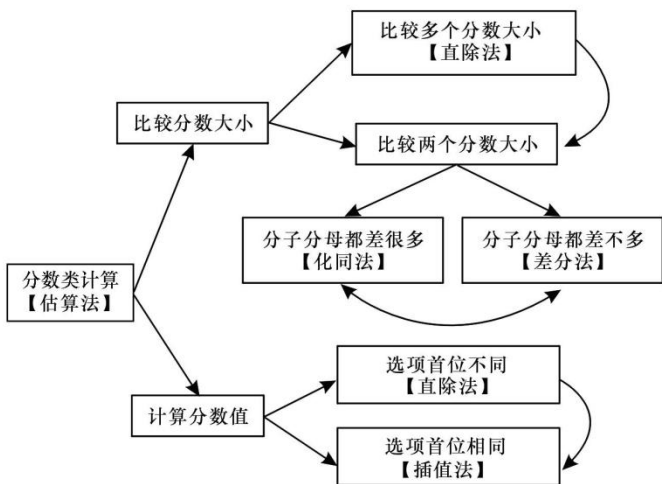 比较多个分数大小
【直除法】
比较分数大小
比较两个分数大小
分子分母都差很多
【化同法】
分子分母都差不多
【差分法】
分数类计算
【估算法】
选项首位不同
【直除法】
计算分数值
选项首位相同
【插值法】